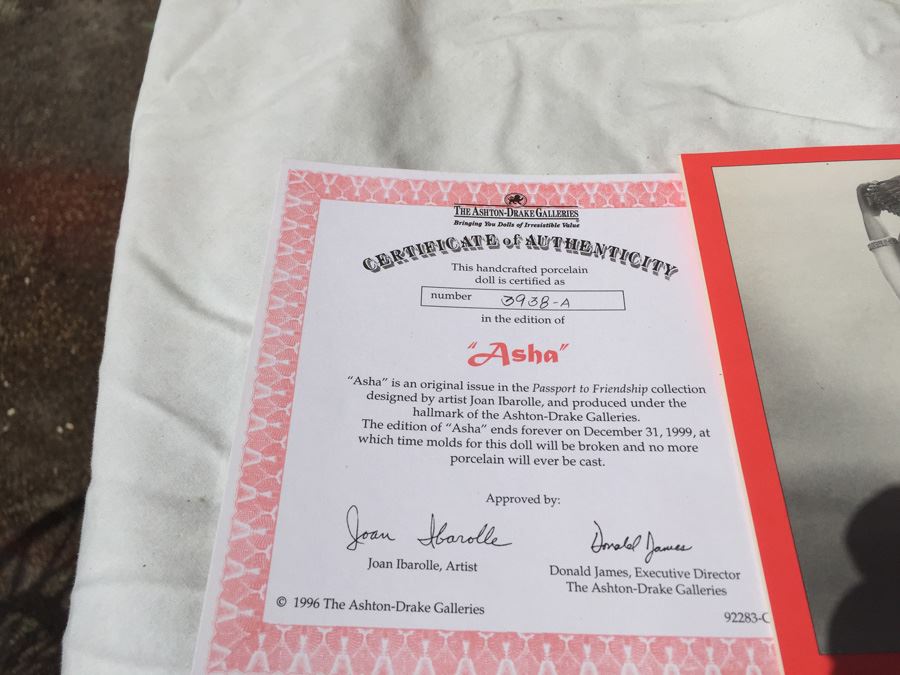 THE ASHTON-DRAKE GALLERIES
Bringing You Dolls of Irresistible Value
CERTIFICATE of AUTHENTICITY
This handcrafted porcelain
doll is certified as
number 3938-A
in the edition of
"Asha"
"Asha" is an original issue in the Passport to Friendship collection
designed by artist Joan Ibarolle, and produced under the
hallmark of the Ashton-Drake Galleries.
The edition of "Asha" ends forever on December 31, 1999, at
which time molds for this doll will be broken and no more
porcelain will ever be cast.
Approved by:
Joan Ibarolle Donald James
Joan Ibarolle, Artist
Donald James, Executive Director
The Ashton-Drake Galleries
© 1996 The Ashton-Drake Galleries
92283-C